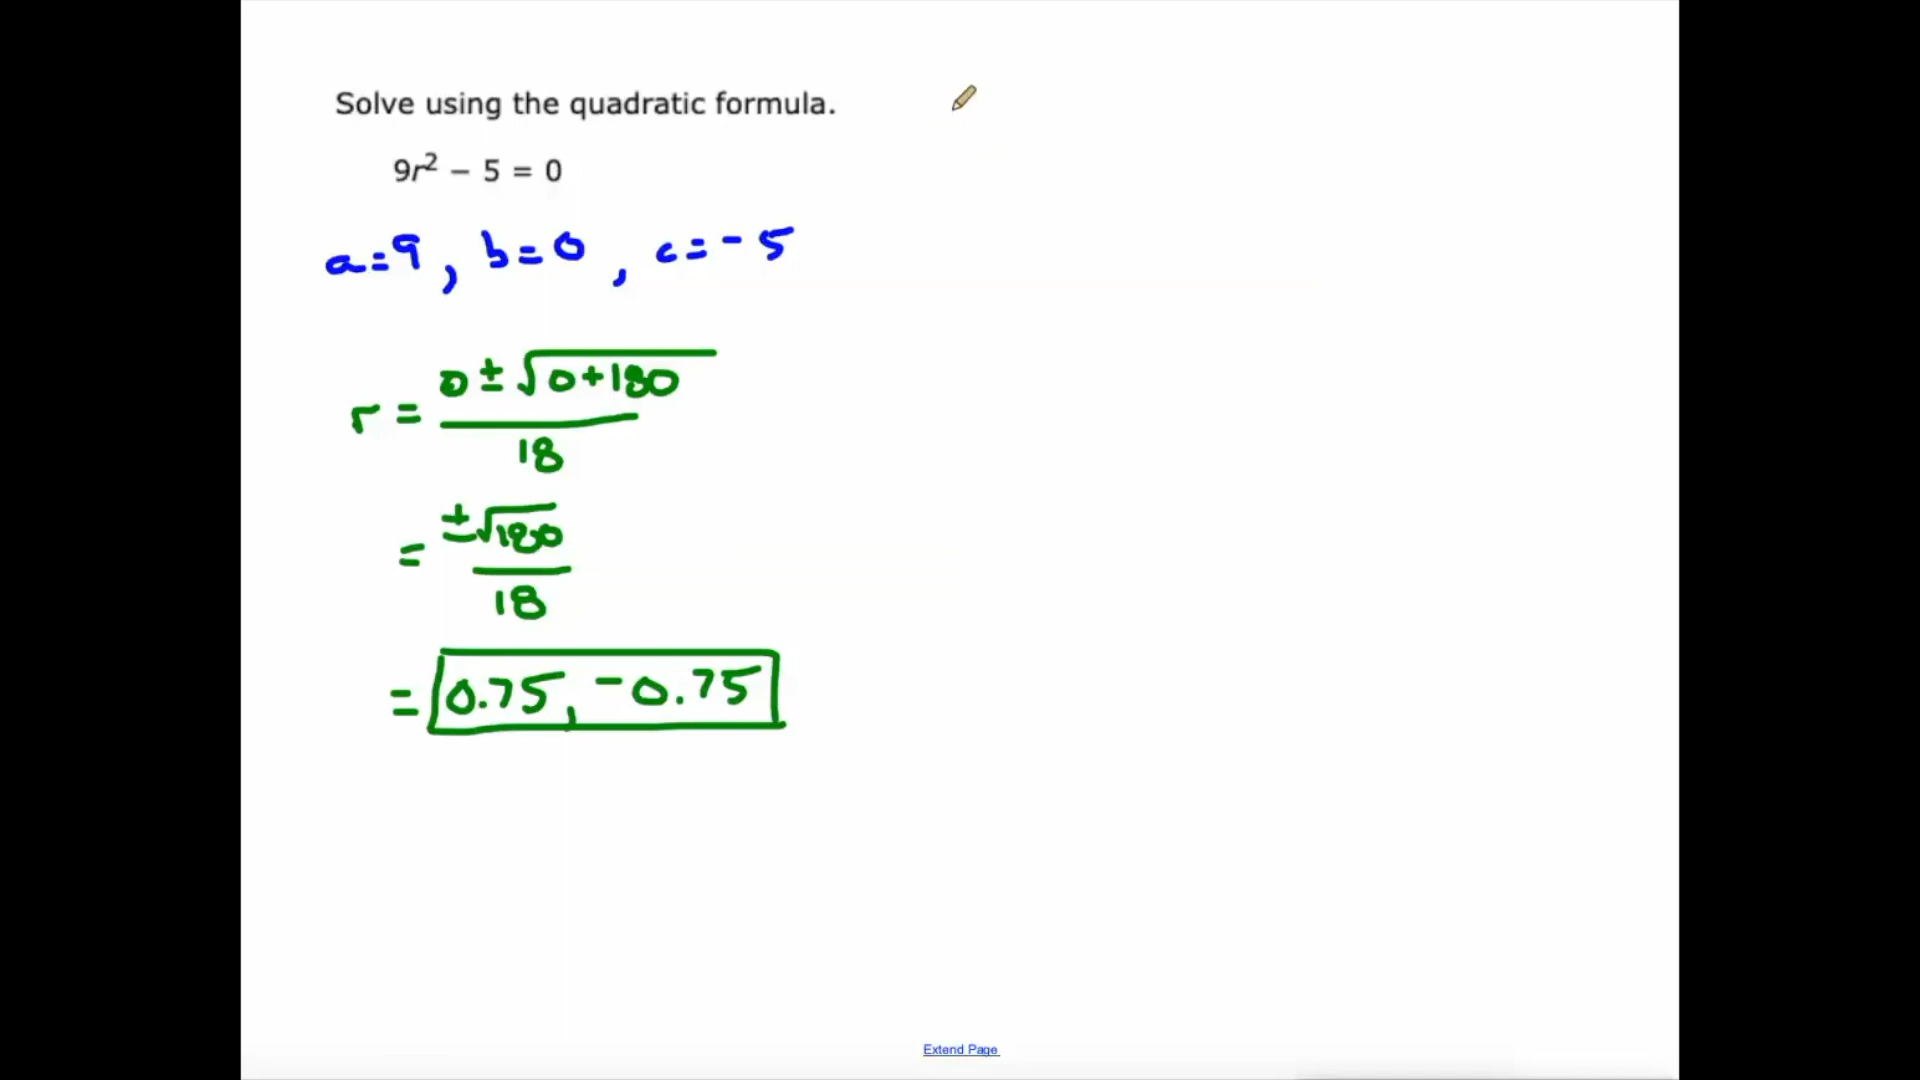 Solve using the quadratic formula.
9r² − 5 = 0
a=9, b=0, c=-5
r = (0 ± √(0+180)) / 18
= ±√180 / 18
= 0.75, -0.75
Extend Page